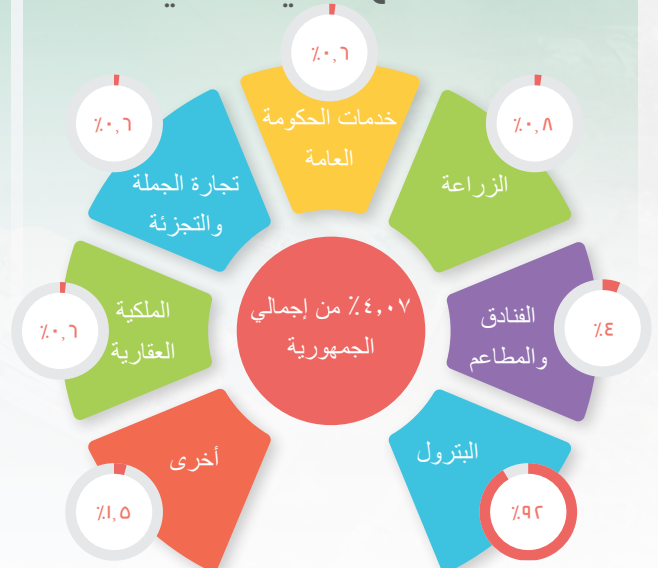 ٪٠,٦
خدمات الحكومة
العامة
٪٠,٨
الزراعة
٪٤
الفنادق
والمطاعم
٪٩٢
البترول
٪١,٥
أخرى
٪٠,٦
الملكية
العقارية
٪٠,٦
تجارة الجملة
والتجزئة
٪٤,٠٧ من إجمالي
الجمهورية